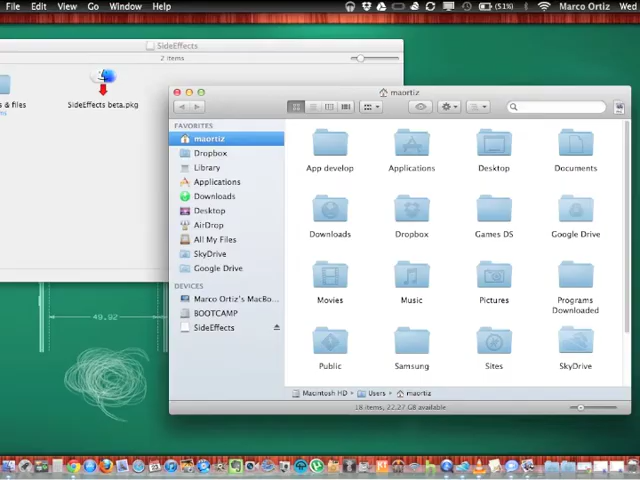 File Edit View Go Window Help (51%) Marco Ortiz Wed
SideEffects
2 items
s & files
SideEffects beta.pkg
maortiz
FAVORITES
maortiz
Dropbox
Library
Applications
Downloads
Desktop
AirDrop
All My Files
SkyDrive
Google Drive
DEVICES
Marco Ortiz's MacBo...
BOOTCAMP
SideEffects
App develop Applications Desktop Documents
Downloads Dropbox Games DS Google Drive
Movies Music Pictures Programs
Downloaded
Public Samsung Sites SkyDrive
Macintosh HD Users maortiz
18 items, 22.27 GB available
49.02